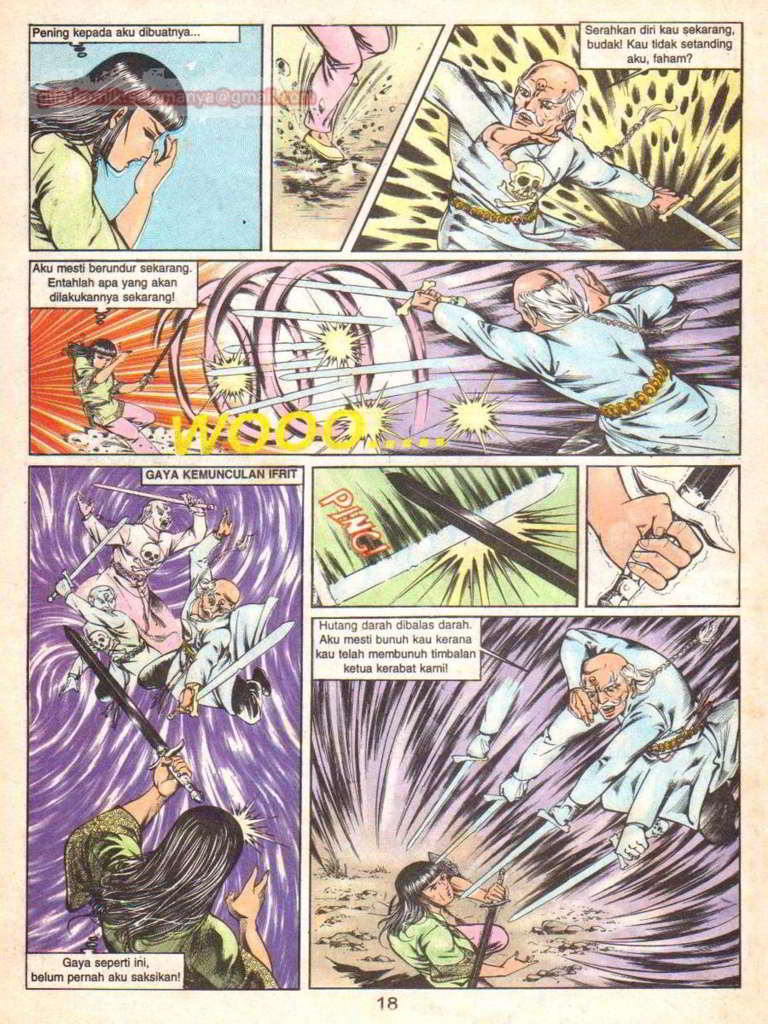 Pening kepada aku dibuatnya...
Serahkan diri kau sekarang,
budak! Kau tidak setanding
aku, faham?
Aku mesti berundur sekarang.
Entahlah apa yang akan
dilakukannya sekarang!
WOOO......
GAYA KEMUNCULAN IFRIT
PING!
Gaya seperti ini,
belum pernah aku saksikan!
Hutang darah dibalas darah.
Aku mesti bunuh kau kerana
kau telah membunuh timbalan
ketua kerabat kami!
18